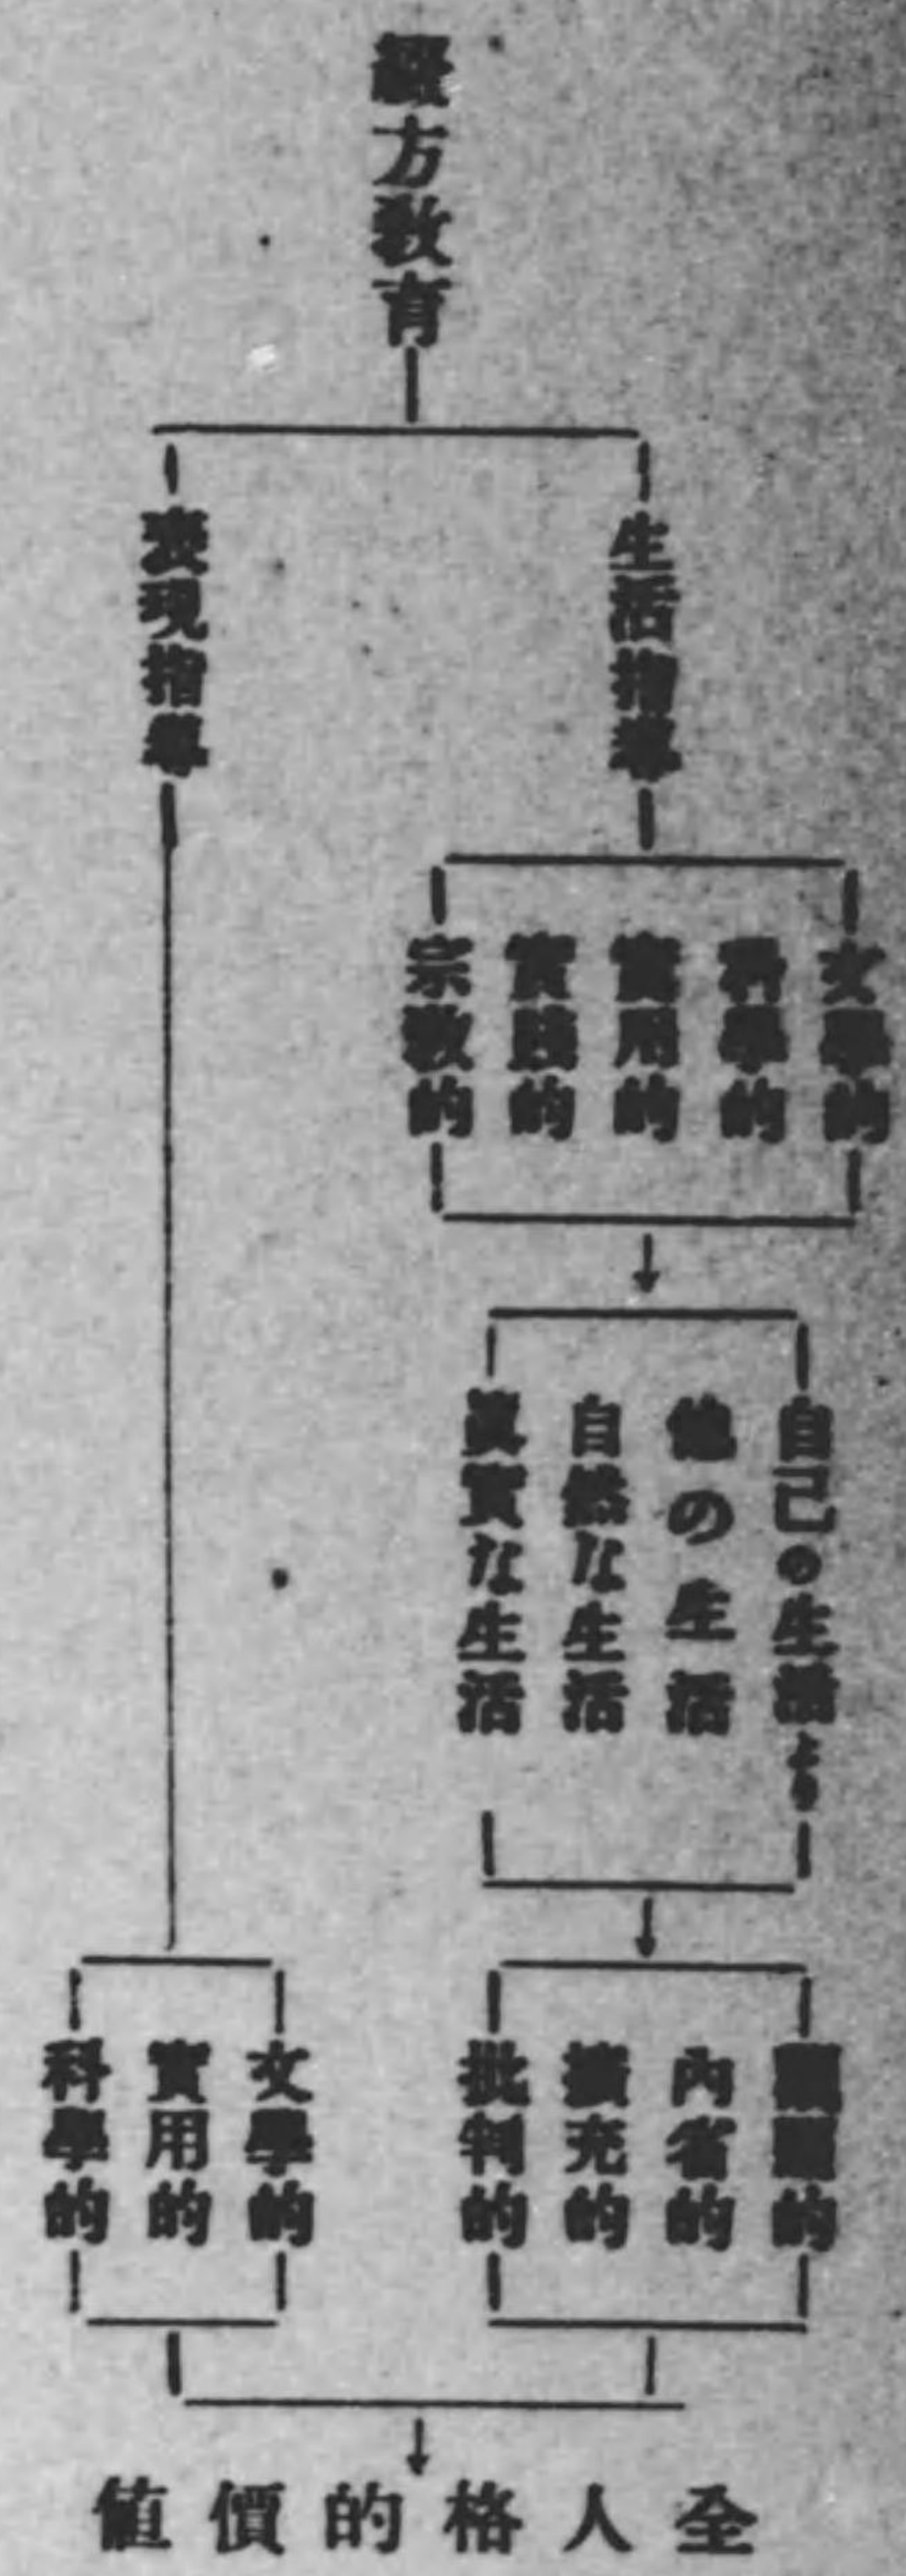 綴方敎育
生活指導
文學的
科學的
實用的
實踐的
宗敎的
自己の生活より
他の生活
自然な生活
眞實な生活
內省的
擴充的
批判的
表現指導
文學的
實用的
科學的
全人格的價値